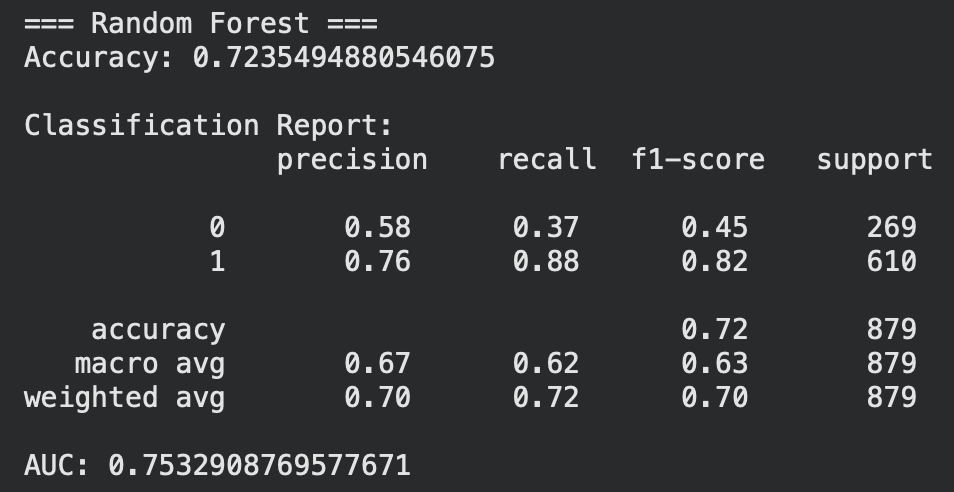 === Random Forest ===
Accuracy: 0.7235494880546075
Classification Report:
precision recall f1-score support
0 0.58 0.37 0.45 269
1 0.76 0.88 0.82 610
accuracy 0.72 879
macro avg 0.67 0.62 0.63 879
weighted avg 0.70 0.72 0.70 879
AUC: 0.7532908769577671